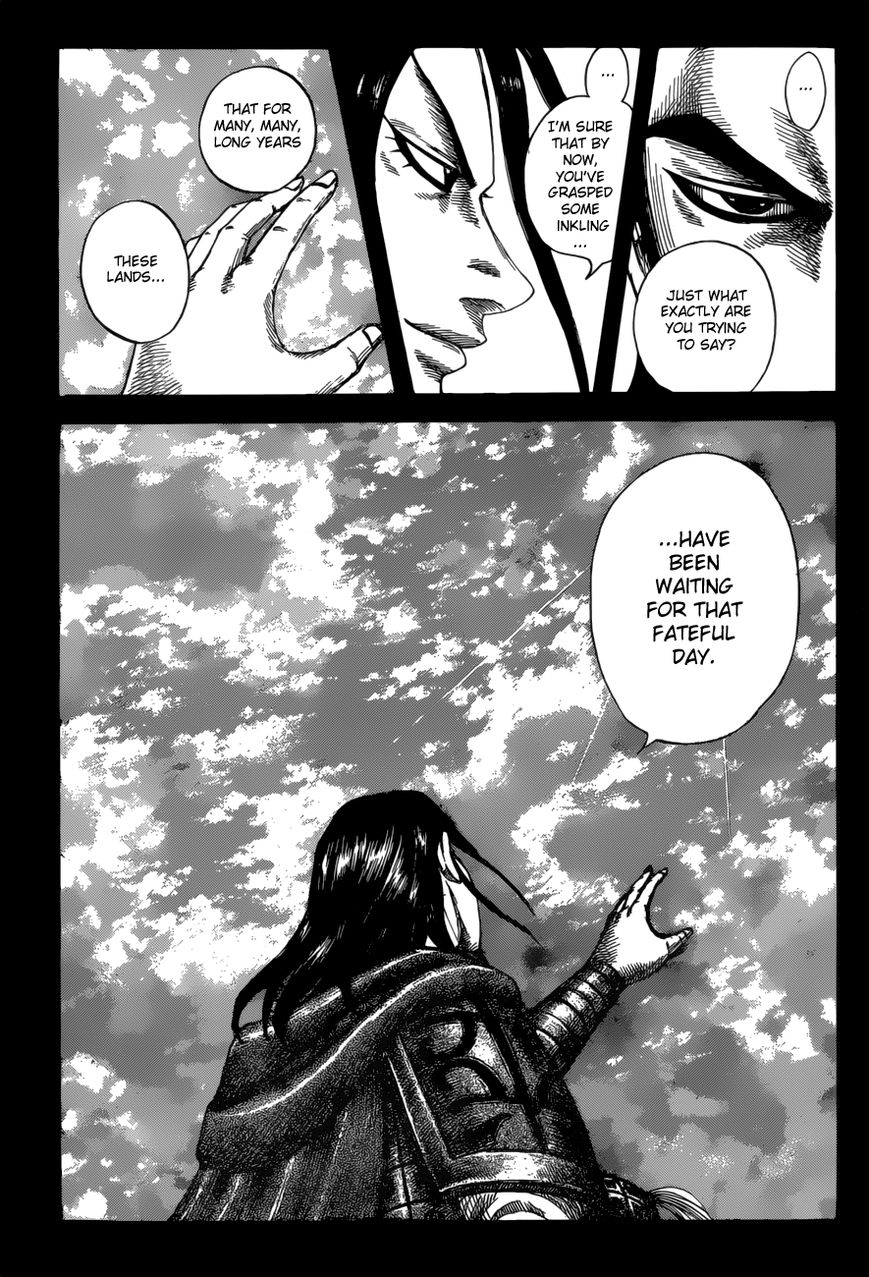 ...
JUST WHAT
EXACTLY ARE
YOU TRYING
TO SAY?
...
I'M SURE
THAT BY
NOW,
YOU'VE
GRASPED
SOME
INKLING
...
THAT FOR
MANY, MANY,
LONG YEARS
THESE
LANDS...
...HAVE
BEEN
WAITING
FOR THAT
FATEFUL
DAY.